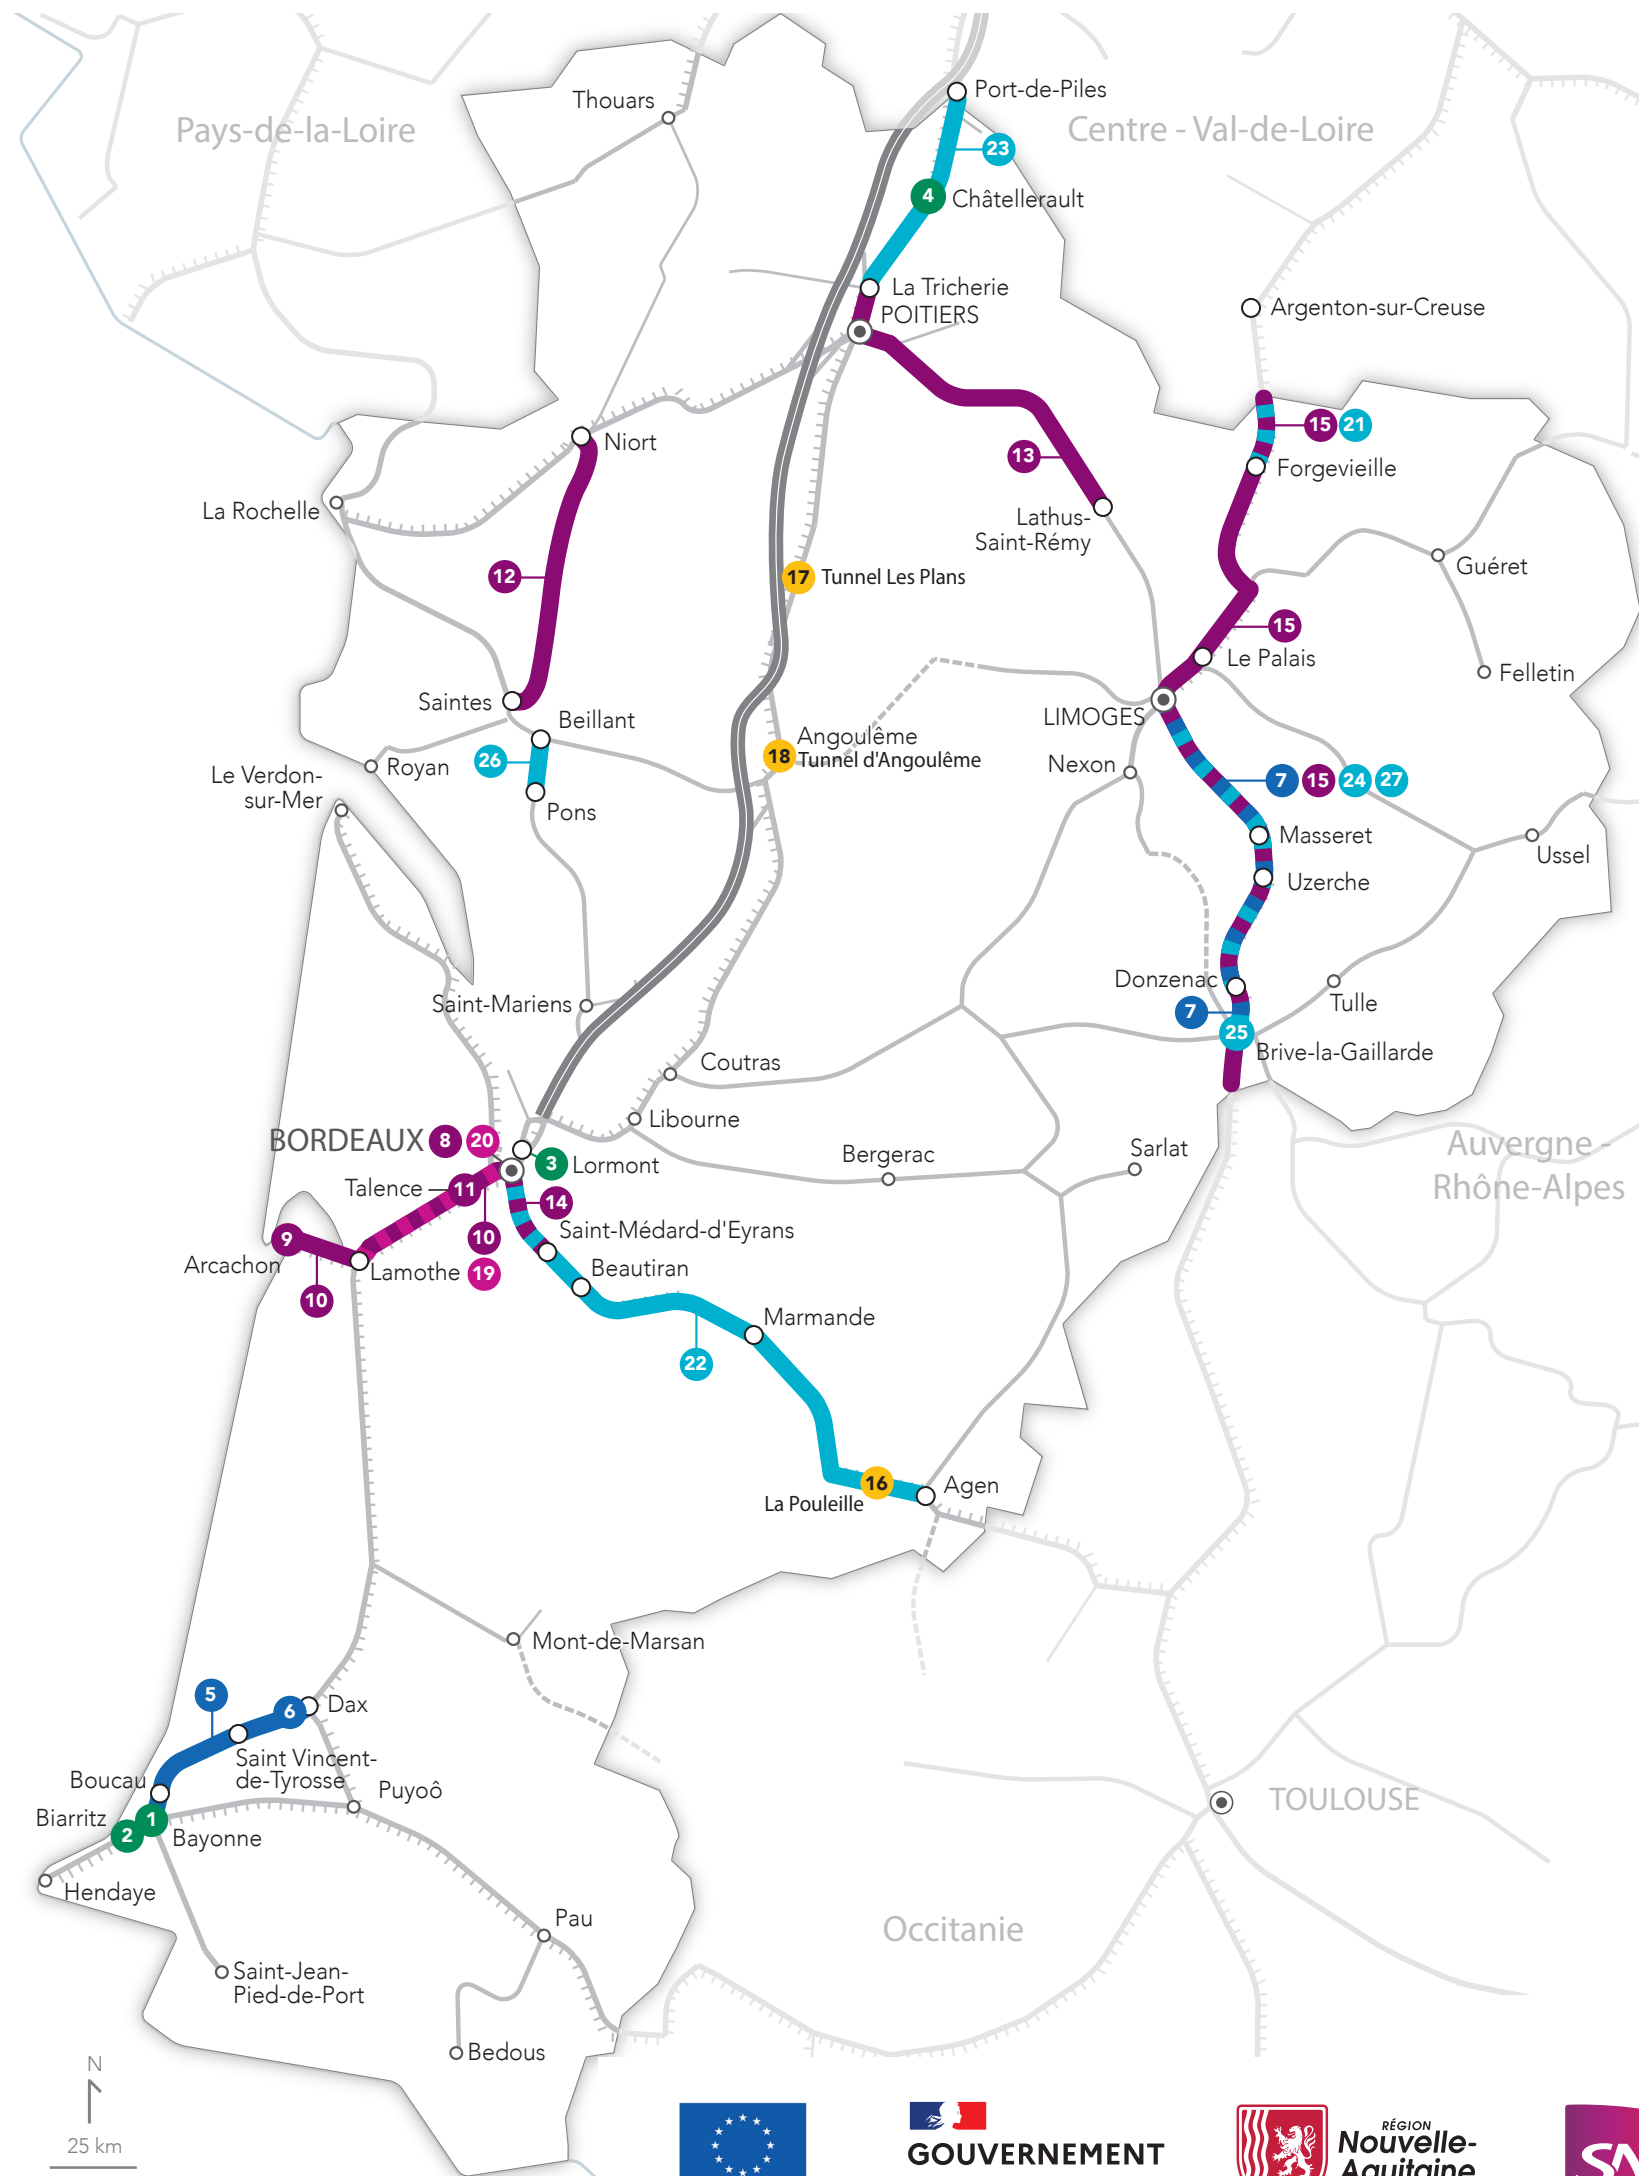 Port-de-Piles
Thouars
Pays-de-la-Loire
Centre - Val-de-Loire
23
4
Châtellerault
La Tricherie
POITIERS
Argenton-sur-Creuse
15
21
Niort
13
Forgevieille
La Rochelle
Lathus-
Saint-Rémy
Guéret
12
17
Tunnel Les Plans
15
Le Palais
Felletin
Saintes
Beillant
LIMOGES
Angoulême
18
Tunnel d'Angoulême
26
Royan
Nexon
Le Verdon-
sur-Mer
7
15
24
27
Pons
Masseret
Ussel
Uzerche
Donzenac
Saint-Mariens
7
Tulle
25
Brive-la-Gaillarde
Coutras
Libourne
BORDEAUX
8
20
Auvergne -
Rhône-Alpes
Sarlat
Bergerac
3
Lormont
Talence
11
14
Saint-Médard-d'Eyrans
9
10
Arcachon
Lamothe
19
Beautiran
10
Marmande
22
16
Agen
La Pouleille
Mont-de-Marsan
5
6
Dax
Saint Vincent-
de-Tyrosse
Boucau
Puyoô
TOULOUSE
Biarritz
1
2
Bayonne
Hendaye
Pau
Occitanie
Saint-Jean-
Pied-de-Port
Bedous
N
25 km
GOUVERNEMENT
RÉGION
Nouvelle-
Aquitaine
SN